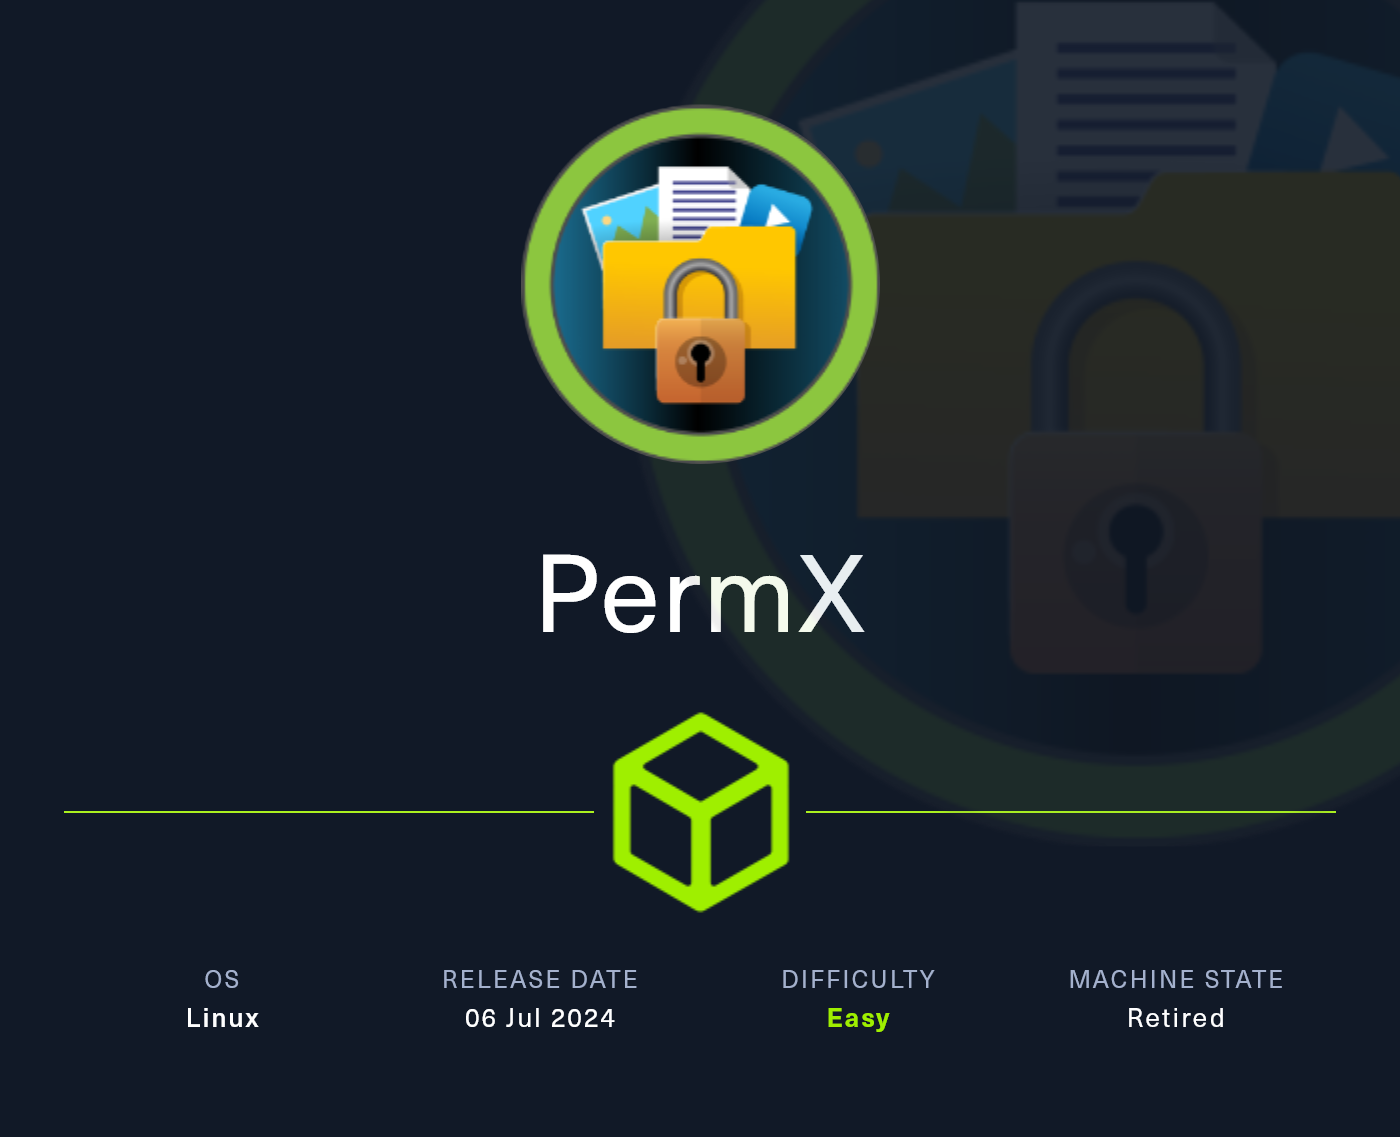 PermX
OS RELEASE DATE DIFFICULTY MACHINE STATE
Linux 06 Jul 2024 Easy Retired